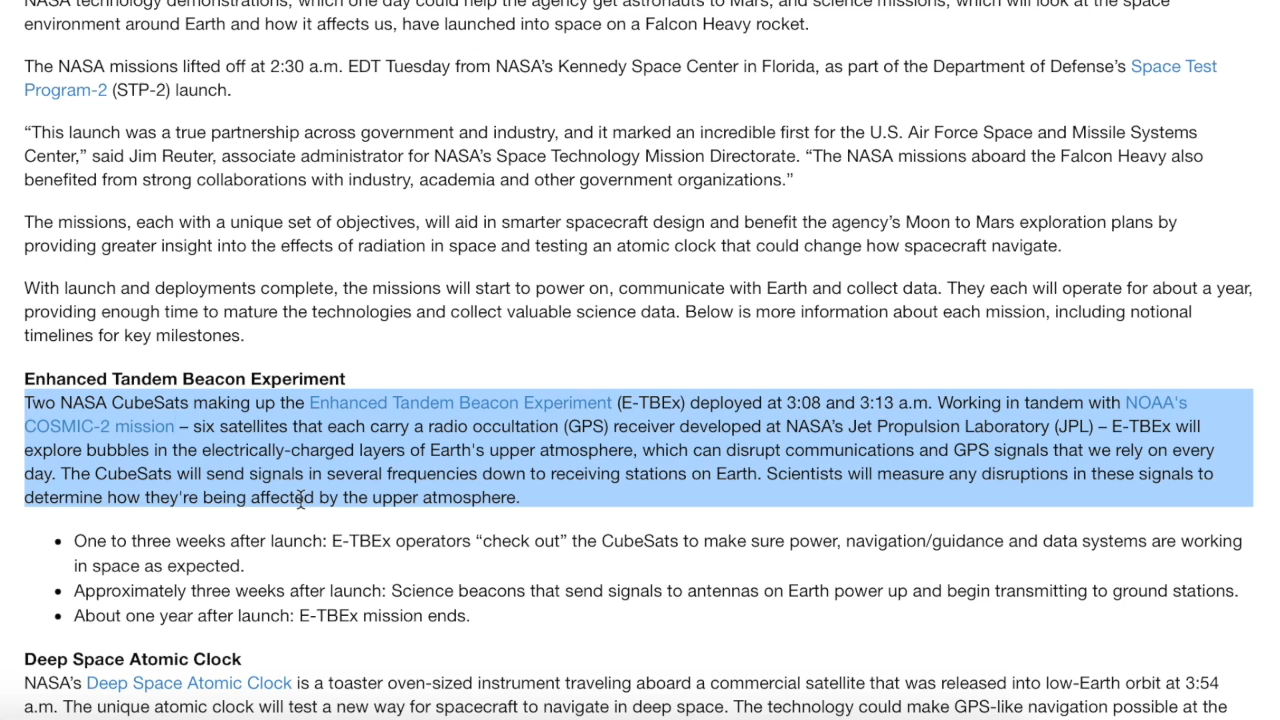 NASA technology demonstrations, which one day could help the agency get astronauts to Mars, and science missions, which will look at the space
environment around Earth and how it affects us, have launched into space on a Falcon Heavy rocket.
The NASA missions lifted off at 2:30 a.m. EDT Tuesday from NASA’s Kennedy Space Center in Florida, as part of the Department of Defense’s Space Test
Program-2 (STP-2) launch.
“This launch was a true partnership across government and industry, and it marked an incredible first for the U.S. Air Force Space and Missile Systems
Center,” said Jim Reuter, associate administrator for NASA’s Space Technology Mission Directorate. “The NASA missions aboard the Falcon Heavy also
benefited from strong collaborations with industry, academia and other government organizations.”
The missions, each with a unique set of objectives, will aid in smarter spacecraft design and benefit the agency’s Moon to Mars exploration plans by
providing greater insight into the effects of radiation in space and testing an atomic clock that could change how spacecraft navigate.
With launch and deployments complete, the missions will start to power on, communicate with Earth and collect data. They each will operate for about a year,
providing enough time to mature the technologies and collect valuable science data. Below is more information about each mission, including notional
timelines for key milestones.
Enhanced Tandem Beacon Experiment
Two NASA CubeSats making up the Enhanced Tandem Beacon Experiment (E-TBEx) deployed at 3:08 and 3:13 a.m. Working in tandem with NOAA's
COSMIC-2 mission – six satellites that each carry a radio occultation (GPS) receiver developed at NASA’s Jet Propulsion Laboratory (JPL) – E-TBEx will
explore bubbles in the electrically-charged layers of Earth's upper atmosphere, which can disrupt communications and GPS signals that we rely on every
day. The CubeSats will send signals in several frequencies down to receiving stations on Earth. Scientists will measure any disruptions in these signals to
determine how they're being affected by the upper atmosphere.
• One to three weeks after launch: E-TBEx operators “check out” the CubeSats to make sure power, navigation/guidance and data systems are working
in space as expected.
• Approximately three weeks after launch: Science beacons that send signals to antennas on Earth power up and begin transmitting to ground stations.
• About one year after launch: E-TBEx mission ends.
Deep Space Atomic Clock
NASA’s Deep Space Atomic Clock is a toaster oven-sized instrument traveling aboard a commercial satellite that was released into low-Earth orbit at 3:54
a.m. The unique atomic clock will test a new way for spacecraft to navigate in deep space. The technology could make GPS-like navigation possible at the